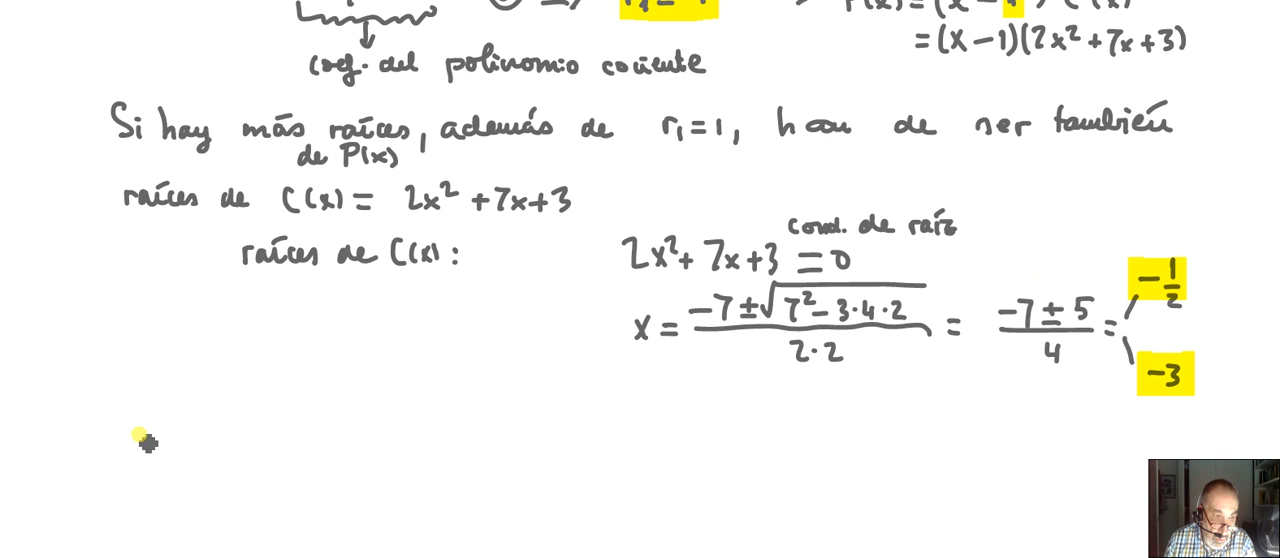 = (x - 1)(2x² + 7x + 3)
coef. del polinomio cociente
Si hay más raíces, además de r₁ = 1, han de ser también
de P(x)
raíces de C(x) = 2x² + 7x + 3
cond. de raíz
raíces de C(x): 2x² + 7x + 3 = 0
x = (-7 ± √(7² - 3·4·2)) / (2·2) = (-7 ± 5) / 4 = -1/2
-3